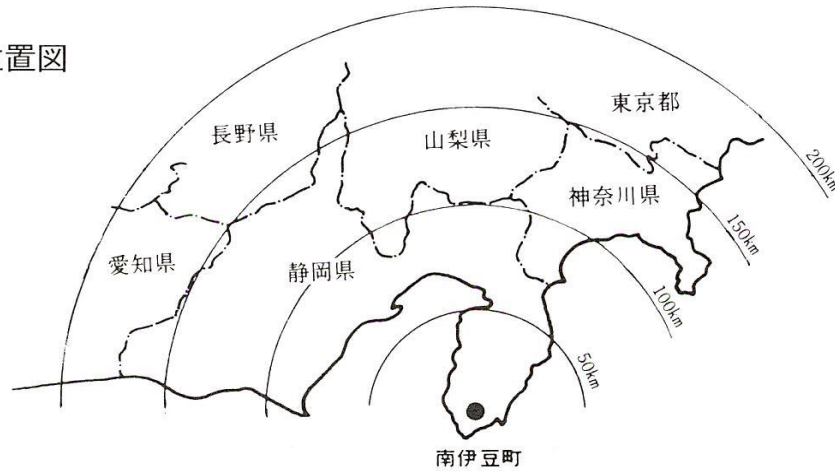 置図
長野県
山梨県
東京都
神奈川県
愛知県
静岡県
200km
150km
100km
50km
南伊豆町